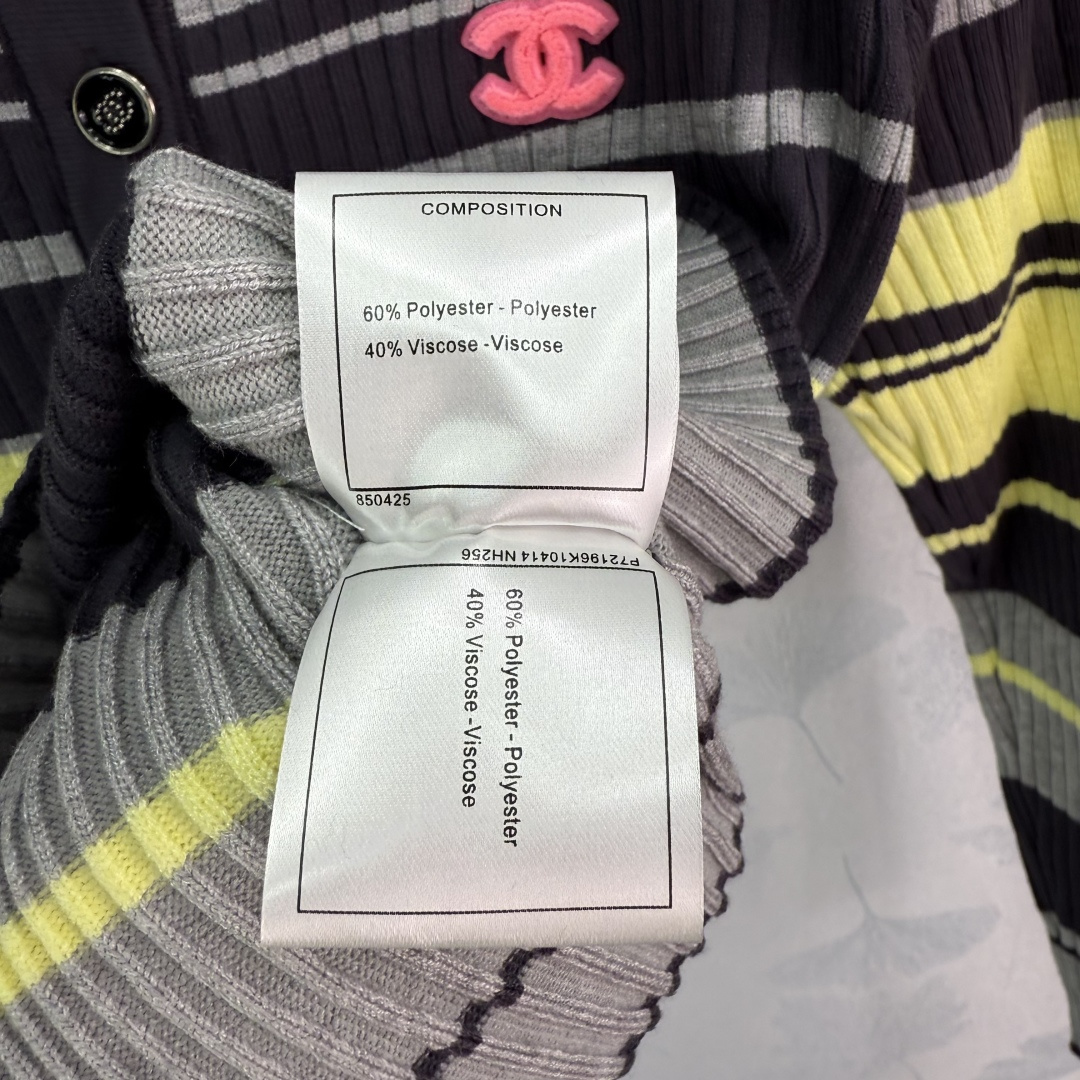 COMPOSITION
60% Polyester - Polyester
40% Viscose -Viscose
850425
P72196K10414 NH256
60% Polyester - Polyester
40% Viscose -Viscose